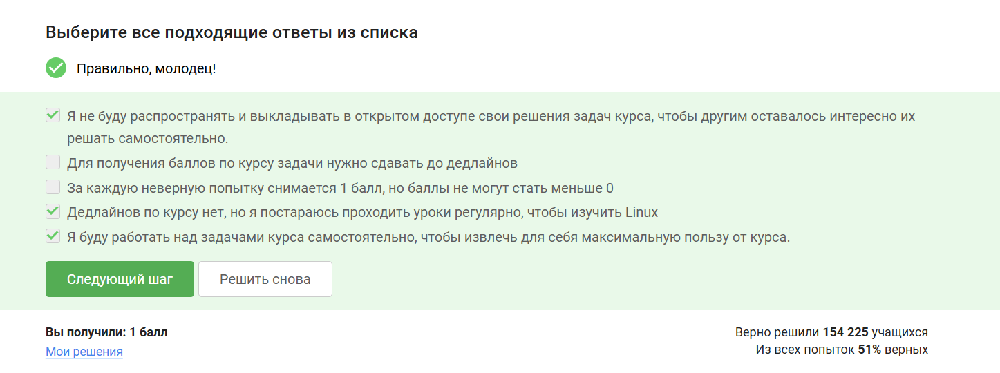 Выберите все подходящие ответы из списка
Правильно, молодец!
Я не буду распространять и выкладывать в открытом доступе свои решения задач курса, чтобы другим оставалось интересно их
решать самостоятельно.
Для получения баллов по курсу задачи нужно сдавать до дедлайнов
За каждую неверную попытку снимается 1 балл, но баллы не могут стать меньше 0
Дедлайнов по курсу нет, но я постараюсь проходить уроки регулярно, чтобы изучить Linux
Я буду работать над задачами курса самостоятельно, чтобы извлечь для себя максимальную пользу от курса.
Следующий шаг
Решить снова
Вы получили: 1 балл
Мои решения
Верно решили 154 225 учащихся
Из всех попыток 51% верных